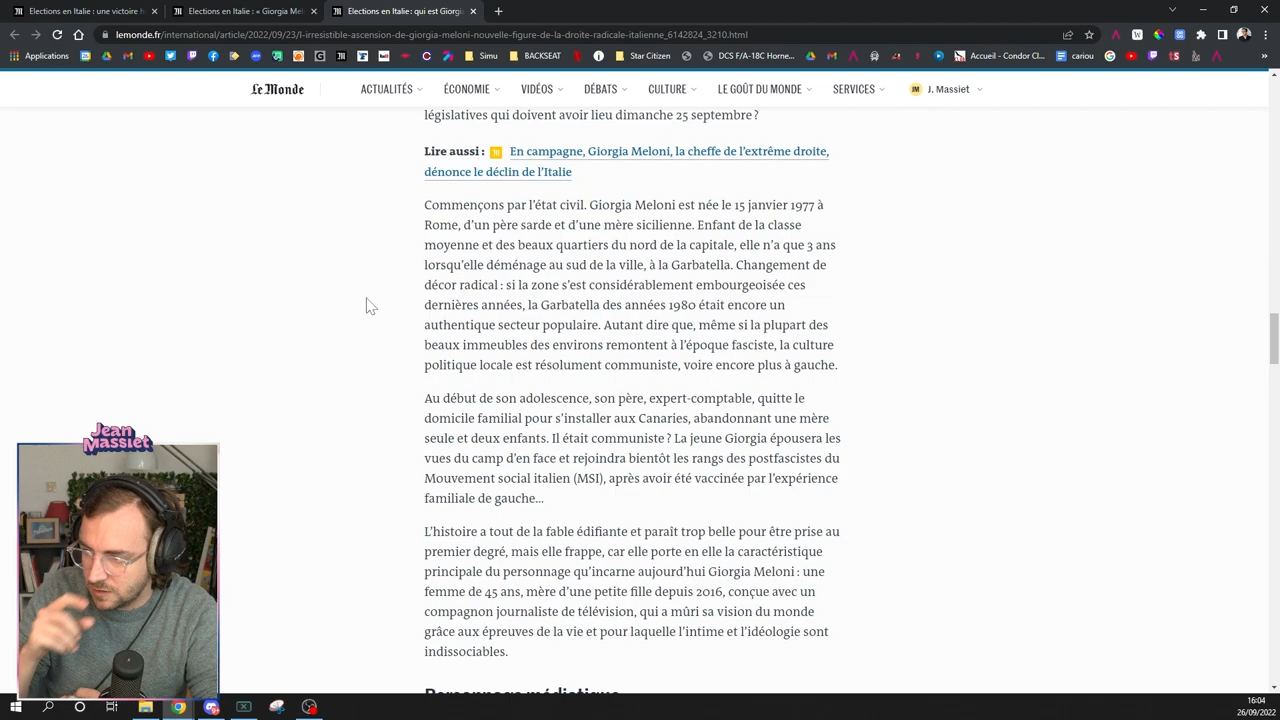 Elections en Italie : une victoire h
Elections en Italie : « Giorgia Mel
Elections en Italie : qui est Giorgia
lemonde.fr/international/article/2022/09/23/l-irresistible-ascension-de-giorgia-meloni-nouvelle-figure-de-la-droite-radicale-italienne_6142824_3210.html
Applications
Simu
BACKSEAT
Star Citizen
DCS F/A-18C Horne...
Accueil - Condor Cl...
cariou
»
Le Monde
ACTUALITÉS
ÉCONOMIE
VIDÉOS
DÉBATS
CULTURE
LE GOÛT DU MONDE
SERVICES
JM
J. Massiet
législatives qui doivent avoir lieu dimanche 25 septembre ?
Lire aussi : En campagne, Giorgia Meloni, la cheffe de l’extrême droite,
dénonce le déclin de l’Italie
Commençons par l’état civil. Giorgia Meloni est née le 15 janvier 1977 à
Rome, d’un père sarde et d’une mère sicilienne. Enfant de la classe
moyenne et des beaux quartiers du nord de la capitale, elle n’a que 3 ans
lorsqu’elle déménage au sud de la ville, à la Garbatella. Changement de
décor radical : si la zone s’est considérablement embourgeoisée ces
dernières années, la Garbatella des années 1980 était encore un
authentique secteur populaire. Autant dire que, même si la plupart des
beaux immeubles des environs remontent à l’époque fasciste, la culture
politique locale est résolument communiste, voire encore plus à gauche.
Au début de son adolescence, son père, expert-comptable, quitte le
domicile familial pour s’installer aux Canaries, abandonnant une mère
seule et deux enfants. Il était communiste ? La jeune Giorgia épousera les
vues du camp d’en face et rejoindra bientôt les rangs des postfascistes du
Mouvement social italien (MSI), après avoir été vaccinée par l’expérience
familiale de gauche…
L’histoire a tout de la fable édifiante et paraît trop belle pour être prise au
premier degré, mais elle frappe, car elle porte en elle la caractéristique
principale du personnage qu’incarne aujourd’hui Giorgia Meloni : une
femme de 45 ans, mère d’une petite fille depuis 2016, conçue avec un
compagnon journaliste de télévision, qui a mûri sa vision du monde
grâce aux épreuves de la vie et pour laquelle l’intime et l’idéologie sont
indissociables.
Personnage médiatique
Jean
Massiet
16:04
26/09/2022